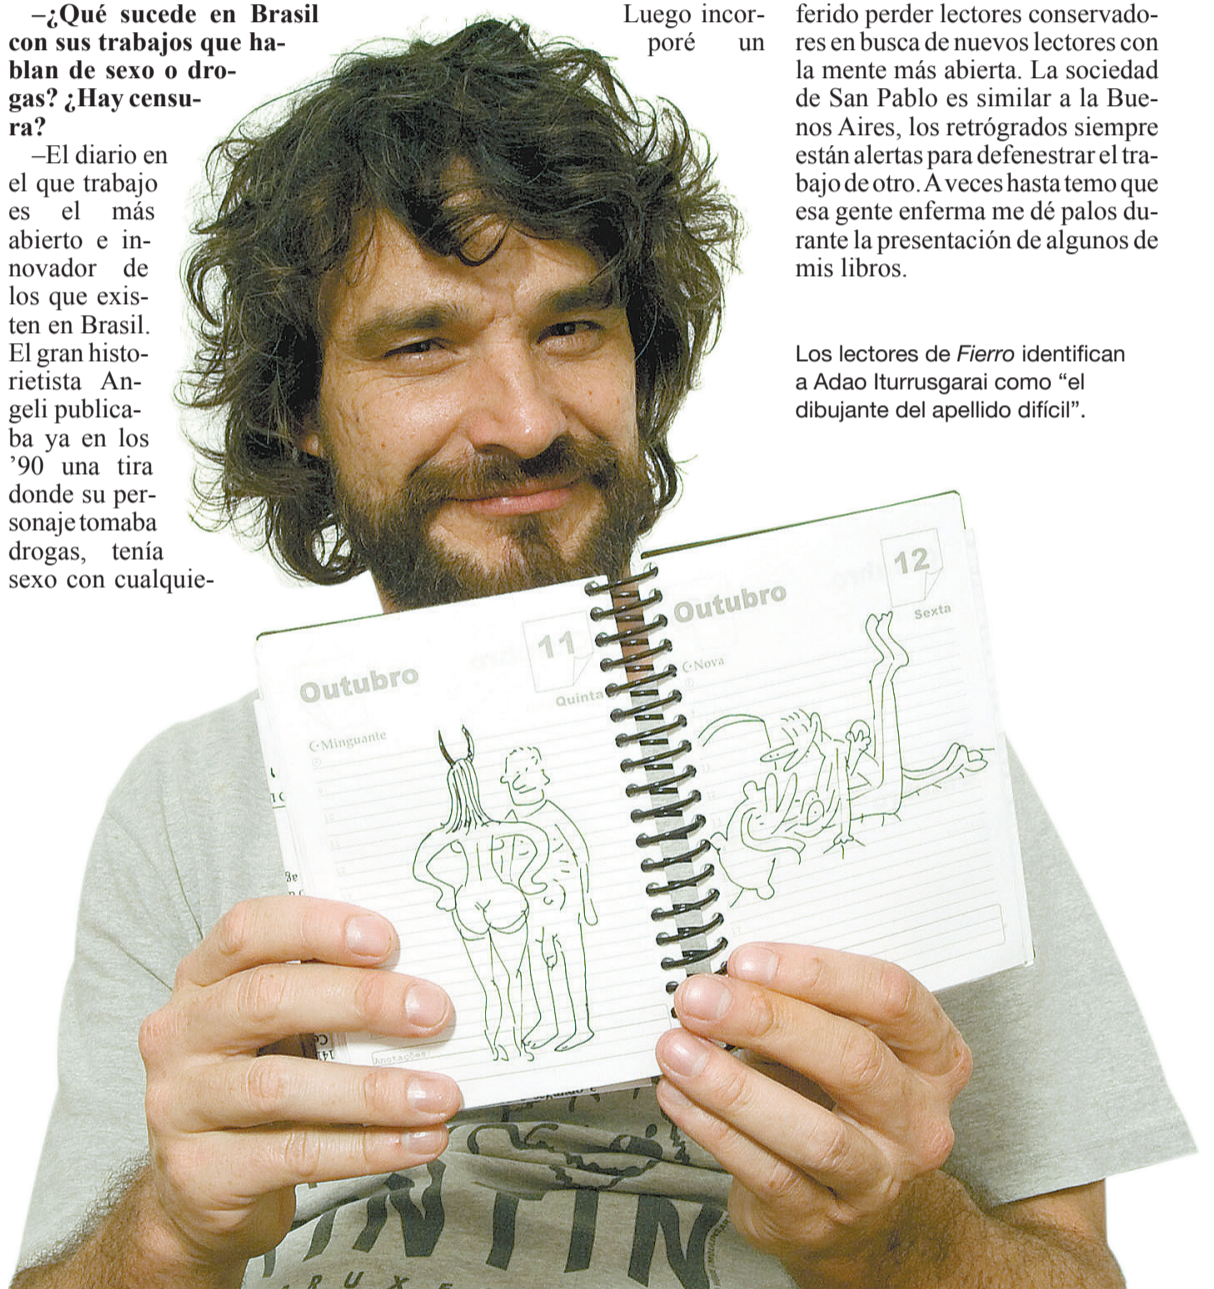 –¿Qué sucede en Brasil
con sus trabajos que ha-
blan de sexo o dro-
gas? ¿Hay censu-
ra?
–El diario en
el que trabajo
es el más
abierto e in-
novador de
los que exis-
ten en Brasil.
El gran histo-
rietista An-
geli publica-
ba ya en los
’90 una tira
donde su per-
sonaje tomaba
drogas, tenía
sexo con cualquie-
Luego incor-
poré un
ferido perder lectores conservado-
res en busca de nuevos lectores con
la mente más abierta. La sociedad
de San Pablo es similar a la Bue-
nos Aires, los retrógrados siempre
están alertas para defenestrar el tra-
bajo de otro. A veces hasta temo que
esa gente enferma me dé palos du-
rante la presentación de algunos de
mis libros.
Los lectores de Fierro identifican
a Adao Iturrusgarai como “el
dibujante del apellido difícil”.
Outubro
11
Quinta
Minguante
Anotações
Outubro
12
Sexta
Nova
TINTIN